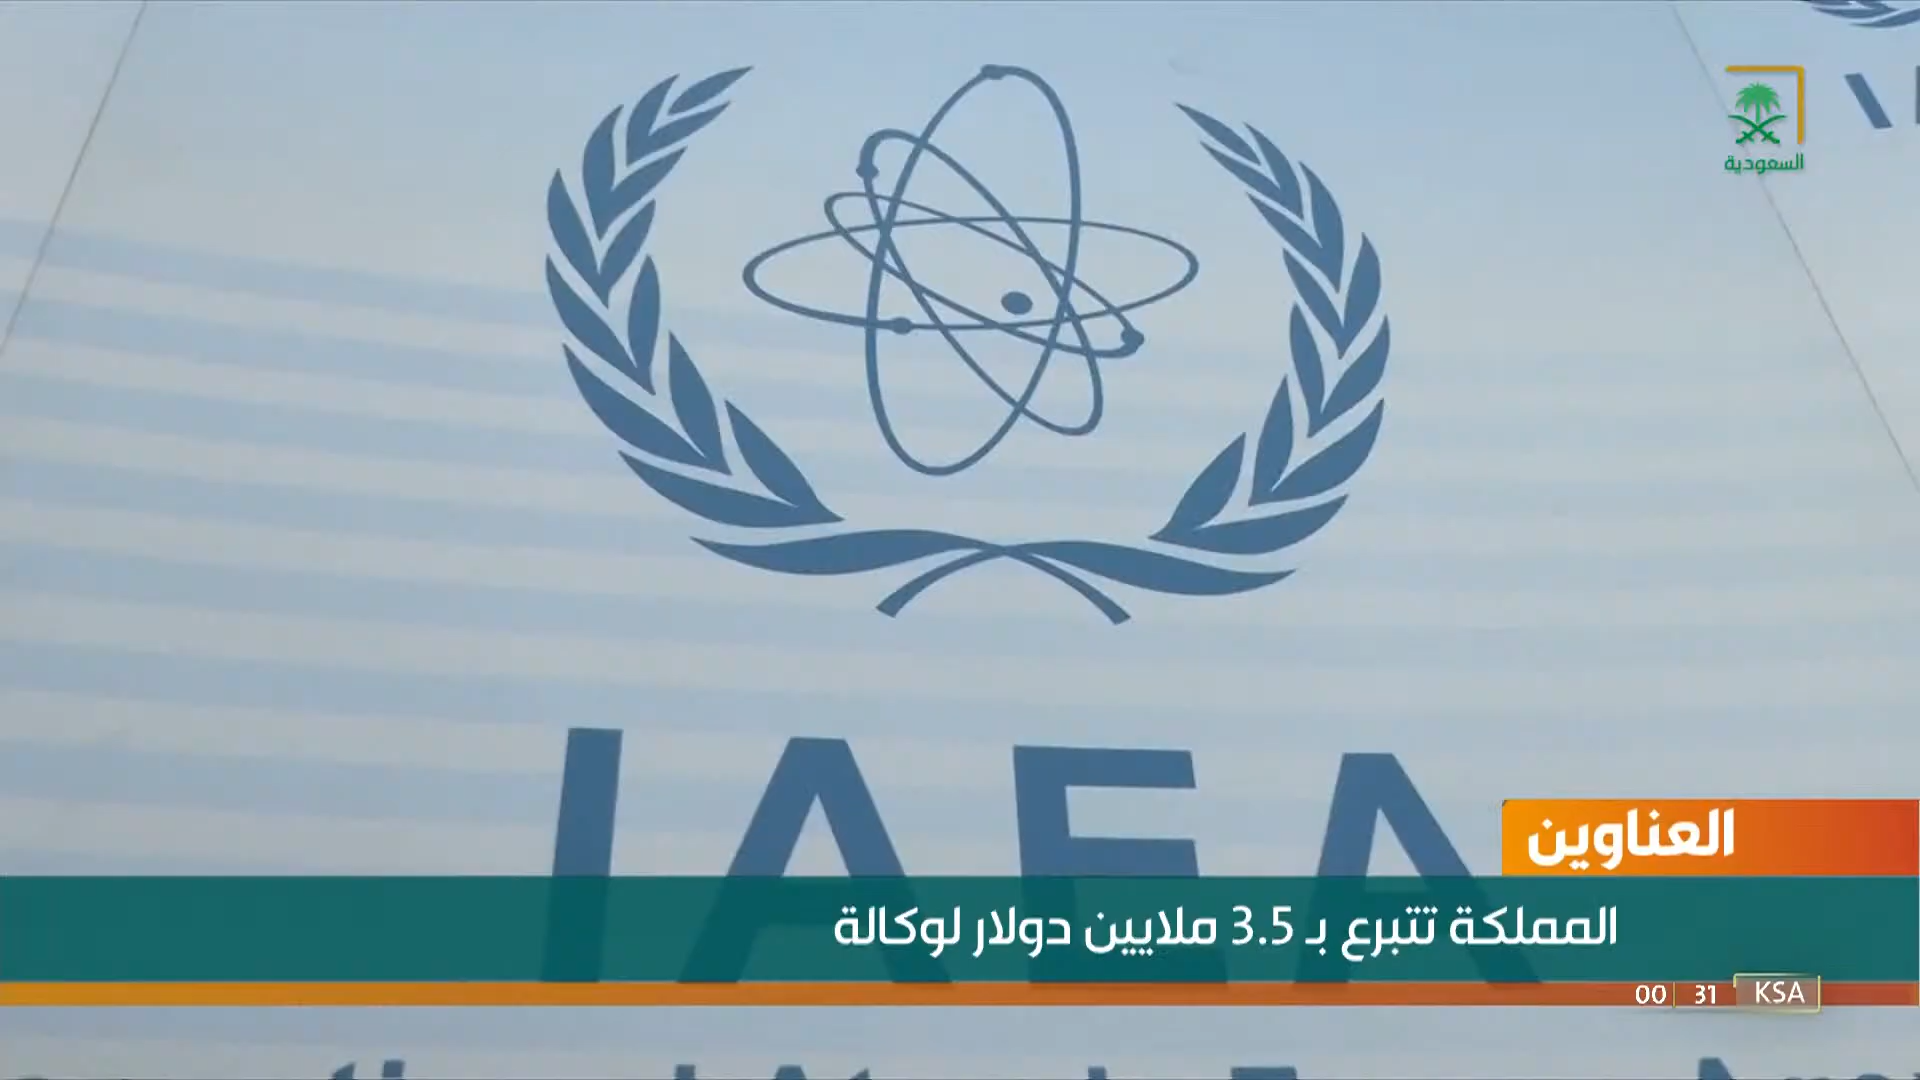 السعودية
IAEA
العناوين
المملكة تتبرع بـ 3.5 ملايين دولار لوكالة
00 31 KSA